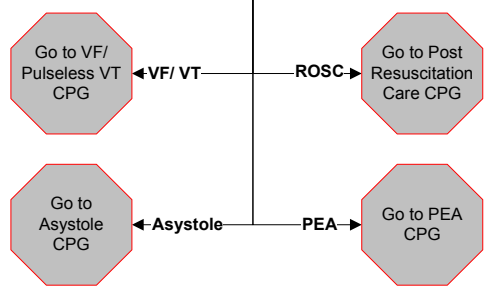 Go to VF/
Pulseless VT
CPG
VF/ VT
ROSC
Go to Post
Resuscitation
Care CPG
Go to
Asystole
CPG
Asystole
PEA
Go to PEA
CPG